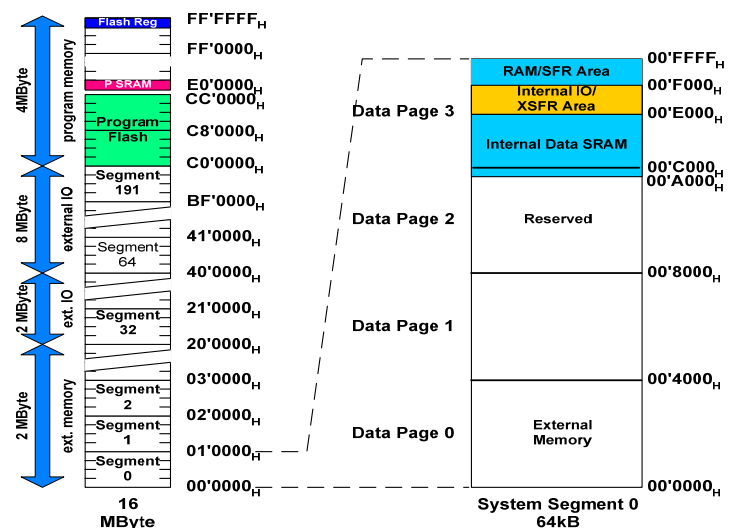 Flash Reg
P SRAM
Program
Flash
Segment
191
Segment
64
Segment
32
Segment
2
Segment
1
Segment
0
16
MByte
4MByte
program memory
8 MByte
external IO
2 MByte
ext. IO
2 MByte
ext. memory
FF'FFFFH
FF'0000H
E0'0000H
CC'0000H
C8'0000H
C0'0000H
BF'0000H
41'0000H
40'0000H
21'0000H
20'0000H
03'0000H
02'0000H
01'0000H
00'0000H
Data Page 3
Data Page 2
Data Page 1
Data Page 0
RAM/SFR Area
Internal IO/
XSFR Area
Internal Data SRAM
Reserved
External
Memory
System Segment 0
64kB
00'FFFFH
00'F000H
00'E000H
00'C000H
00'A000H
00'8000H
00'4000H
00'0000H